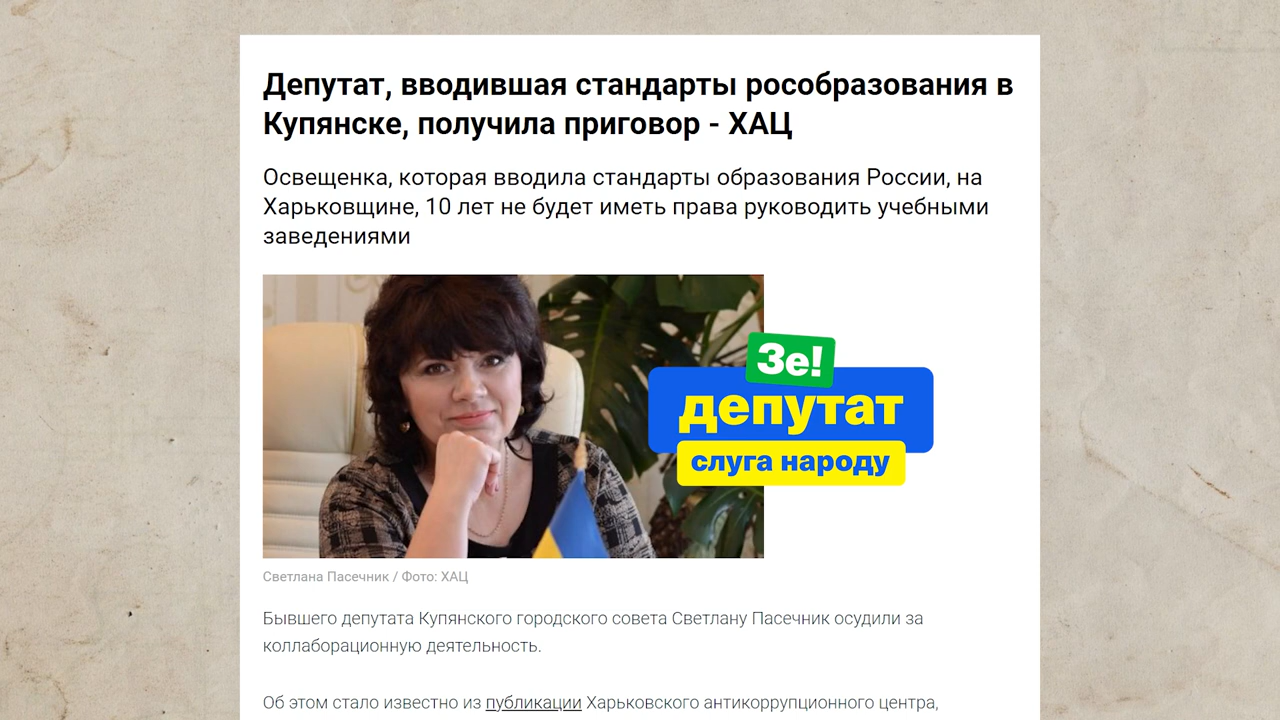 Депутат, вводившая стандарты рособразования в
Купянске, получила приговор - ХАЦ
Освещенка, которая вводила стандарты образования России, на
Харьковщине, 10 лет не будет иметь права руководить учебными
заведениями
Зе!
депутат
слуга народу
Светлана Пасечник / Фото: ХАЦ
Бывшего депутата Купянского городского совета Светлану Пасечник осудили за
коллаборационную деятельность.
Об этом стало известно из публикации Харьковского антикоррупционного центра,